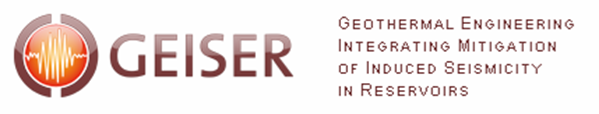 GEISER
GEOTHERMAL ENGINEERING
INTEGRATING MITIGATION
OF INDUCED SEISMICITY
IN RESERVOIRS